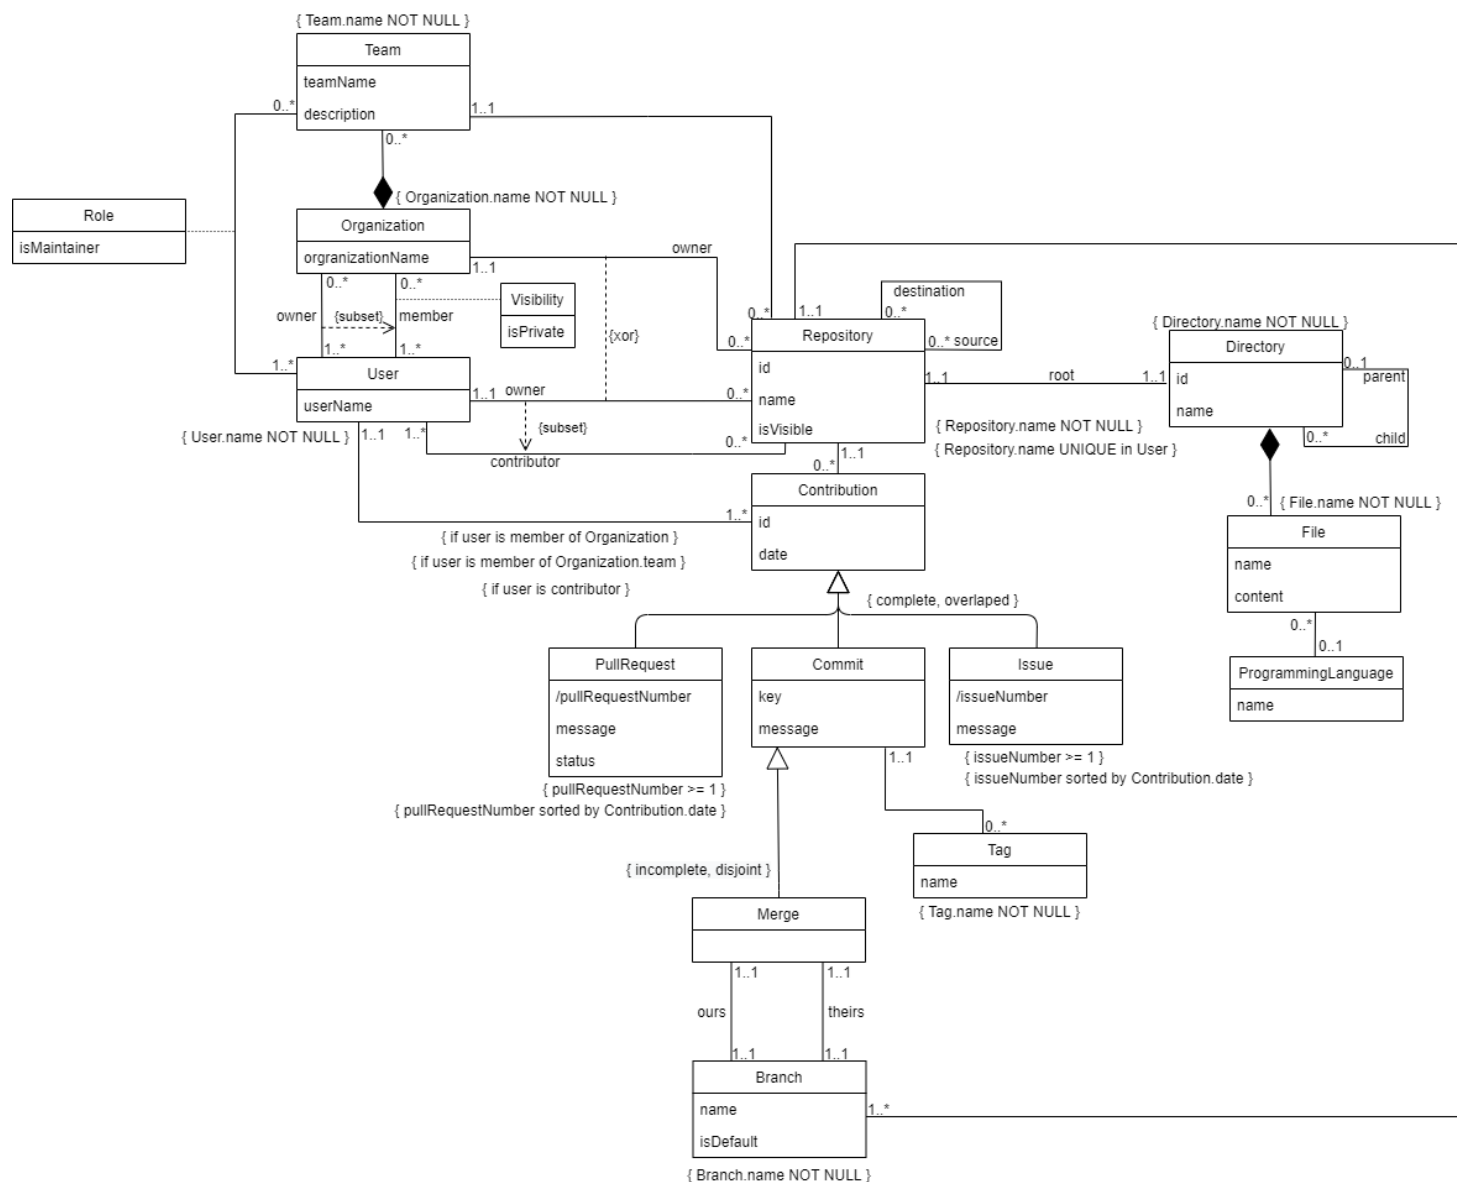 { Team.name NOT NULL }
Team
teamName
description
0..*
1..1
0..*
{ Organization.name NOT NULL }
Role
isMaintainer
Organization
orgranizationName
owner
1..1
0..*
0..*
Visibility
isPrivate
owner
{subset}
member
{xor}
1..*
1..*
1..*
User
userName
{ User.name NOT NULL }
1..1
1..*
owner
1..1
0..*
0..*
{subset}
contributor
0..*
0..*
1..1
destination
0..*
0..* source
Repository
id
name
isVisible
1..1
root
1..1
{ Repository.name NOT NULL }
{ Repository.name UNIQUE in User }
{ Directory.name NOT NULL }
Directory
id
name
0..1
parent
0..*
child
0..*
{ File.name NOT NULL }
File
name
content
0..*
0..1
ProgrammingLanguage
name
1..1
0..*
Contribution
id
date
1..*
{ if user is member of Organization }
{ if user is member of Organization.team }
{ if user is contributor }
{ complete, overlaped }
PullRequest
/pullRequestNumber
message
status
{ pullRequestNumber >= 1 }
{ pullRequestNumber sorted by Contribution.date }
Commit
key
message
Issue
/issueNumber
message
{ issueNumber >= 1 }
{ issueNumber sorted by Contribution.date }
1..1
0..*
Tag
name
{ Tag.name NOT NULL }
{ incomplete, disjoint }
Merge
1..1
1..1
ours
theirs
1..1
1..1
Branch
name
isDefault
1..*
{ Branch.name NOT NULL }